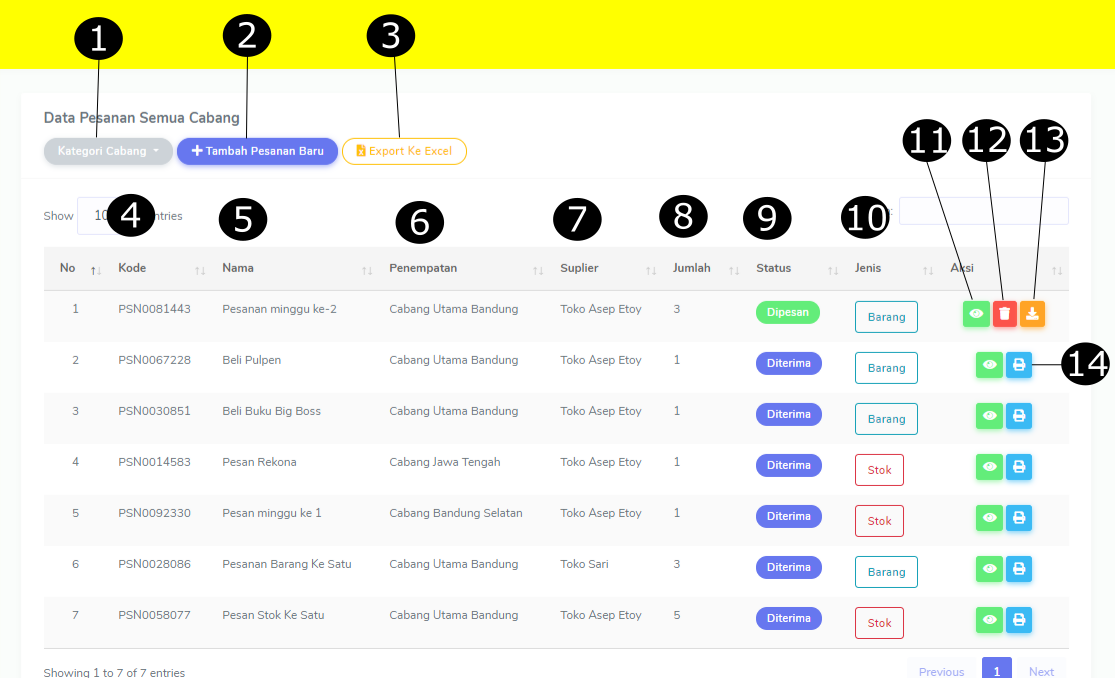 1 2 3
Data Pesanan Semua Cabang
Kategori Cabang Tambah Pesanan Baru Export Ke Excel
11 12 13
Show 10 4 ntries 5 6 7 8 9 10 :
No Kode Nama Penempatan Suplier Jumlah Status Jenis Aksi
1 PSN0081443 Pesanan minggu ke-2 Cabang Utama Bandung Toko Asep Etoy 3 Dipesan Barang
2 PSN0067228 Beli Pulpen Cabang Utama Bandung Toko Asep Etoy 1 Diterima Barang 14
3 PSN0030851 Beli Buku Big Boss Cabang Utama Bandung Toko Asep Etoy 1 Diterima Barang
4 PSN0014583 Pesan Rekona Cabang Jawa Tengah Toko Asep Etoy 1 Diterima Stok
5 PSN0092330 Pesan minggu ke 1 Cabang Bandung Selatan Toko Asep Etoy 1 Diterima Stok
6 PSN0028086 Pesanan Barang Ke Satu Cabang Utama Bandung Toko Sari 3 Diterima Barang
7 PSN0058077 Pesan Stok Ke Satu Cabang Utama Bandung Toko Asep Etoy 5 Diterima Stok
Showing 1 to 7 of 7 entries Previous 1 Next